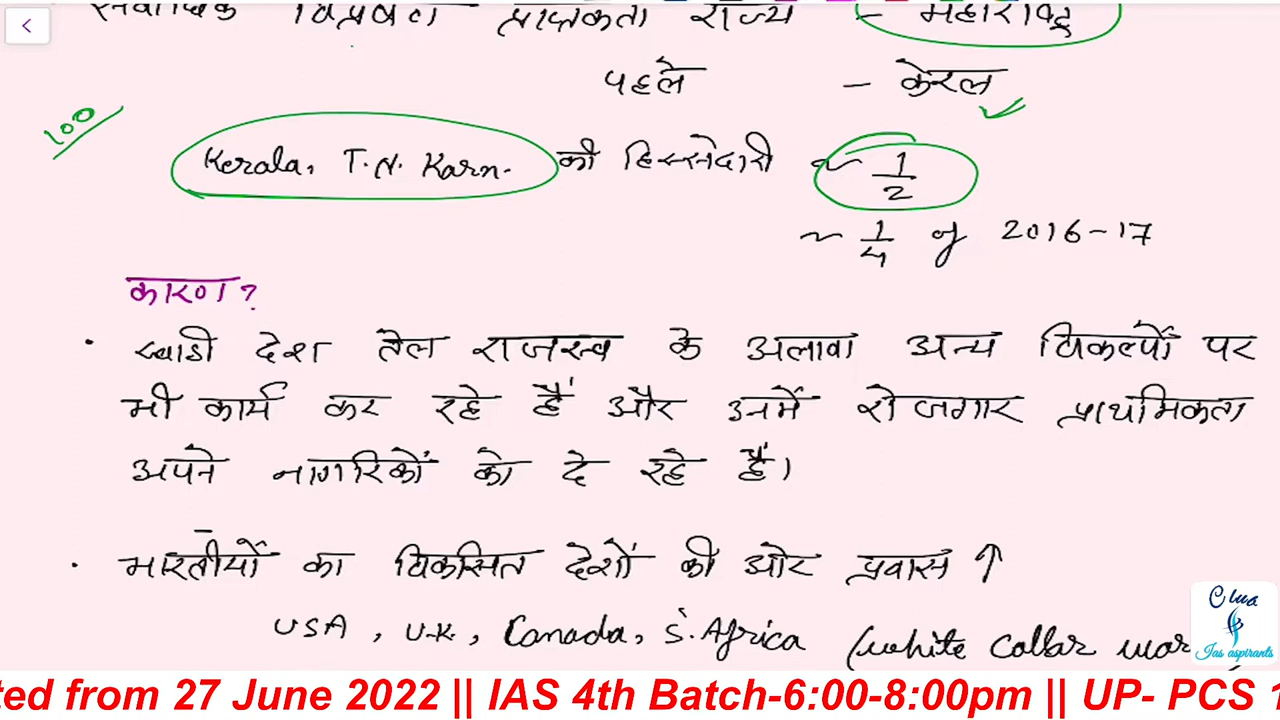 सर्वाधिक विप्रेषण प्राप्तकर्ता राज्य - महाराष्ट्र
पहले - केरल
100
Kerala, T.N. Karn. की हिस्सेदारी ~ 1/2
~ 1/4 of 2016-17
कारण?
• खाड़ी देश तेल राजस्व के अलावा अन्य विकल्पों पर
भी कार्य कर रहे हैं और उनमें रोजगार प्राथमिकता
अपने नागरिकों को दे रहे हैं।
• भारतीयों का विकसित देशों की ओर प्रवास ↑
USA, U.K., Canada, S. Africa (white collar wor
Clue
Ias aspirants
ted from 27 June 2022 || IAS 4th Batch-6:00-8:00pm || UP- PCS 1